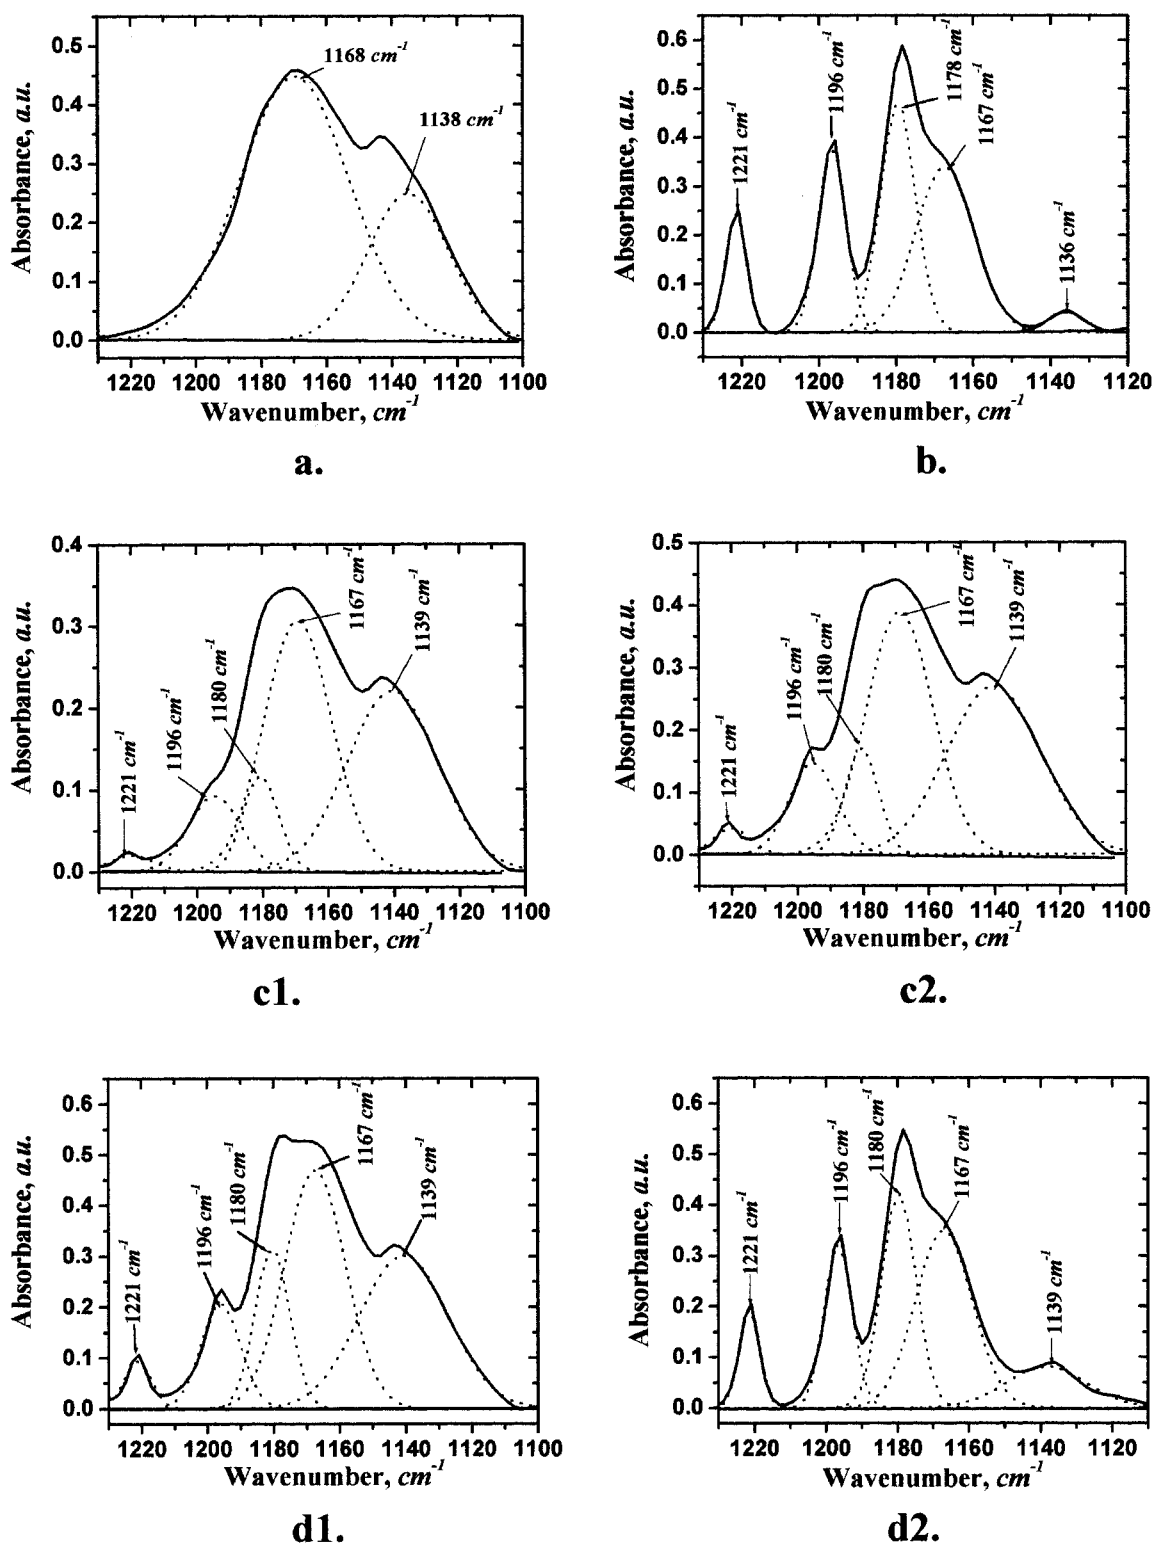 0.5
0.4
0.3
0.2
0.1
0.0
Absorbance, a.u.
1168 cm⁻¹
1138 cm⁻¹
1220 1200 1180 1160 1140 1120 1100
Wavenumber, cm⁻¹
a.
0.6
0.5
0.4
0.3
0.2
0.1
0.0
Absorbance, a.u.
1221 cm⁻¹
1196 cm⁻¹
1178 cm⁻¹
1167 cm⁻¹
1136 cm⁻¹
1220 1200 1180 1160 1140 1120
Wavenumber, cm⁻¹
b.
0.4
0.3
0.2
0.1
0.0
Absorbance, a.u.
1221 cm⁻¹
1196 cm⁻¹
1180 cm⁻¹
1167 cm⁻¹
1139 cm⁻¹
1220 1200 1180 1160 1140 1120 1100
Wavenumber, cm⁻¹
c1.
0.5
0.4
0.3
0.2
0.1
0.0
Absorbance, a.u.
1221 cm⁻¹
1196 cm⁻¹
1180 cm⁻¹
1167 cm⁻¹
1139 cm⁻¹
1220 1200 1180 1160 1140 1120 1100
Wavenumber, cm⁻¹
c2.
0.6
0.5
0.4
0.3
0.2
0.1
0.0
Absorbance, a.u.
1221 cm⁻¹
1196 cm⁻¹
1180 cm⁻¹
1167 cm⁻¹
1139 cm⁻¹
1220 1200 1180 1160 1140 1120 1100
Wavenumber, cm⁻¹
d1.
0.6
0.5
0.4
0.3
0.2
0.1
0.0
Absorbance, a.u.
1221 cm⁻¹
1196 cm⁻¹
1180 cm⁻¹
1167 cm⁻¹
1139 cm⁻¹
1220 1200 1180 1160 1140 1120
Wavenumber, cm⁻¹
d2.